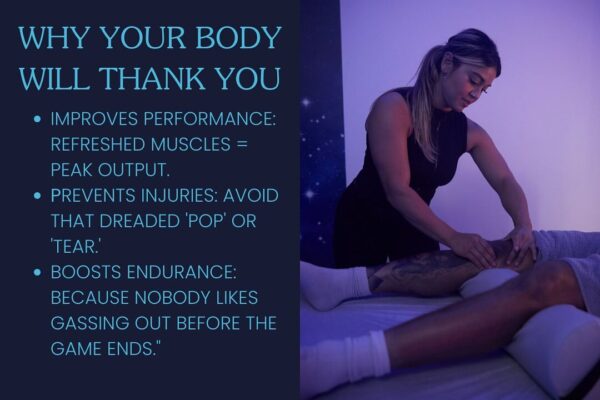 WHY YOUR BODY
WILL THANK YOU
• IMPROVES PERFORMANCE:
REFRESHED MUSCLES =
PEAK OUTPUT.
• PREVENTS INJURIES: AVOID
THAT DREADED 'POP' OR
'TEAR.'
• BOOSTS ENDURANCE:
BECAUSE NOBODY LIKES
GASSING OUT BEFORE THE
GAME ENDS."